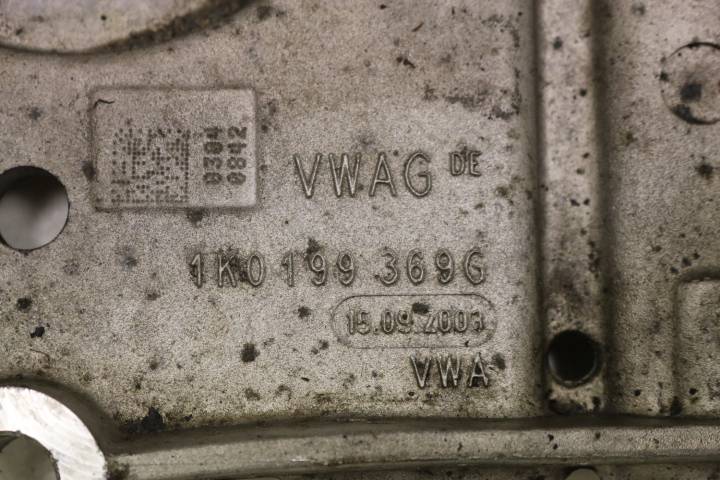 0304
0842
VWAG DE
1K0 199 369G
15.09.2003
VWA